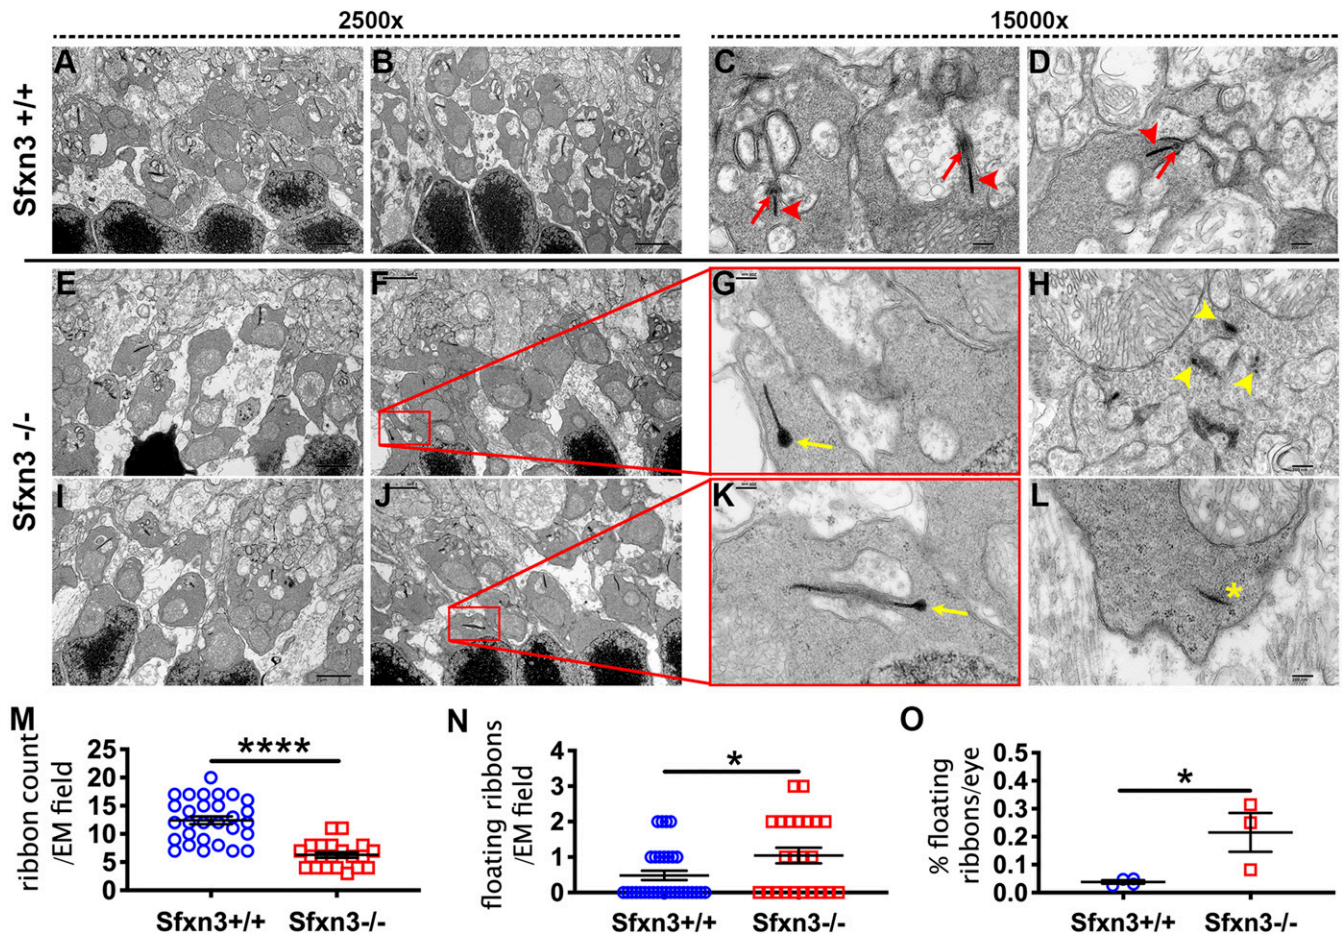 2500x 15000x
Sfxn3 +/+
A B C D
Sfxn3 -/-
E F G H
I J K L
M N O
ribbon count
/EM field
25
20
15
10
5
0
****
Sfxn3+/+ Sfxn3-/-
floating ribbons
/EM field
4
3
2
1
0
*
Sfxn3+/+ Sfxn3-/-
% floating
ribbons/eye
0.5
0.4
0.3
0.2
0.1
0.0
*
Sfxn3+/+ Sfxn3-/-